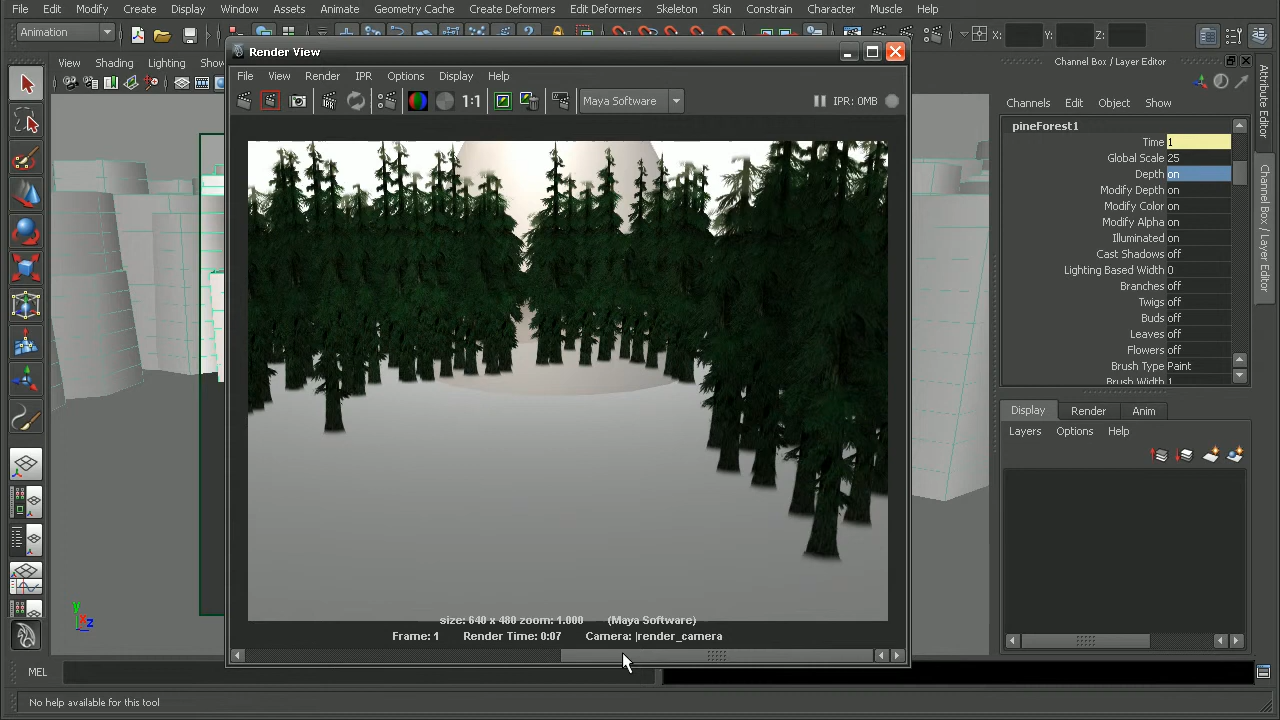 File Edit Modify Create Display Window Assets Animate Geometry Cache Create Deformers Edit Deformers Skeleton Skin Constrain Character Muscle Help
Animation
X: Y: Z:
View Shading Lighting Sho
Render View
File View Render IPR Options Display Help
1:1 Maya Software IPR: 0MB
size: 640 x 480 zoom: 1.000 (Maya Software)
Frame: 1 Render Time: 0:07 Camera: |render_camera
Channel Box / Layer Editor
Channels Edit Object Show
pineForest1
Time 1
Global Scale 25
Depth on
Modify Depth on
Modify Color on
Modify Alpha on
Illuminated on
Cast Shadows off
Lighting Based Width 0
Branches off
Twigs off
Buds off
Leaves off
Flowers off
Brush Type Paint
Brush Width 1
Display Render Anim
Layers Options Help
Attribute Editor
Channel Box / Layer Editor
y
x
z
MEL
No help available for this tool